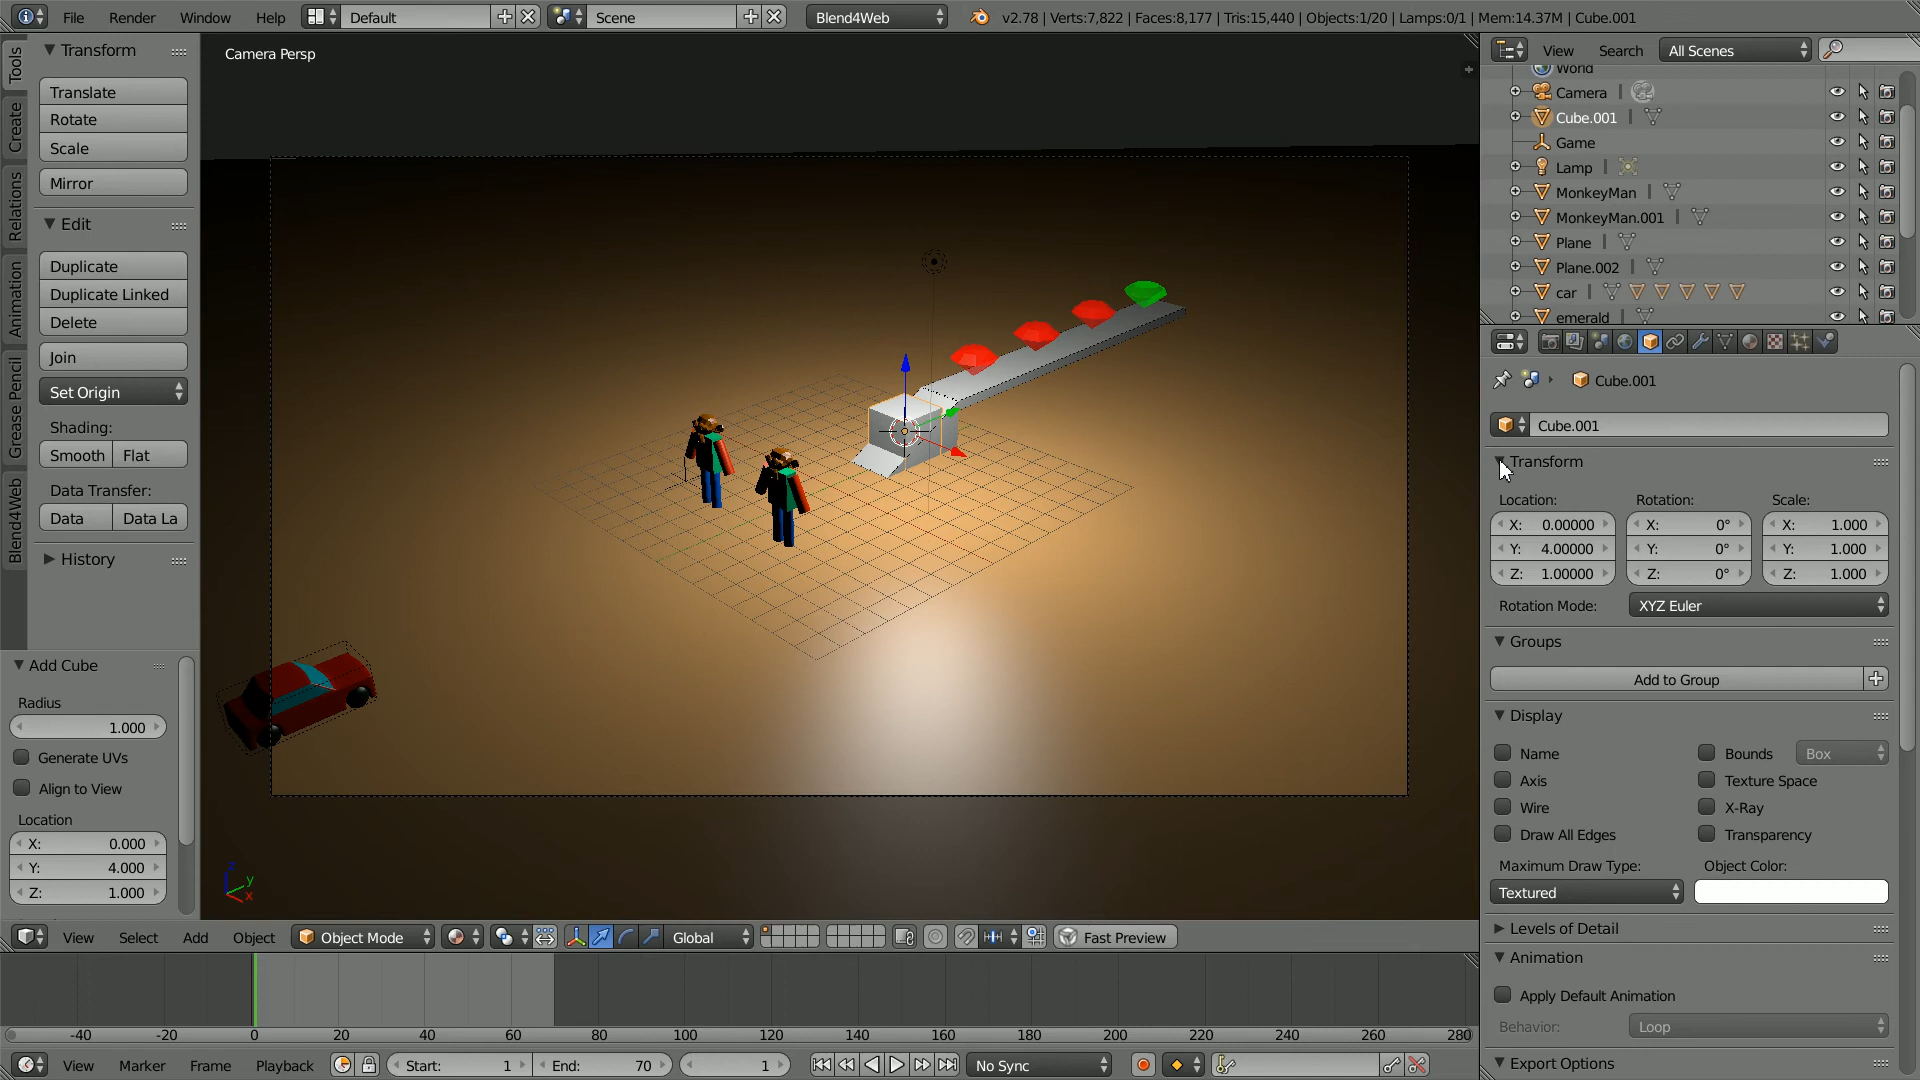 File Render Window Help Default Scene Blend4Web v2.78 | Verts:7,822 | Faces:8,177 | Tris:15,440 | Objects:1/20 | Lamps:0/1 | Mem:14.37M | Cube.001
Tools
Create
Relations
Animation
Grease Pencil
Blend4Web
Transform
Translate
Rotate
Scale
Mirror
Edit
Duplicate
Duplicate Linked
Delete
Join
Set Origin
Shading:
Smooth Flat
Data Transfer:
Data Data La
History
Add Cube
Radius
1.000
Generate UVs
Align to View
Location
X: 0.000
Y: 4.000
Z: 1.000
Camera Persp
z
y
x
View Select Add Object Object Mode Global Fast Preview
-40 -20 0 20 40 60 80 100 120 140 160 180 200 220 240 260 280
View Marker Frame Playback Start: 1 End: 70 1 No Sync
View Search All Scenes
World
Camera
Cube.001
Game
Lamp
MonkeyMan
MonkeyMan.001
Plane
Plane.002
car
emerald
Cube.001
Cube.001
Transform
Location: Rotation: Scale:
X: 0.00000 X: 0° X: 1.000
Y: 4.00000 Y: 0° Y: 1.000
Z: 1.00000 Z: 0° Z: 1.000
Rotation Mode: XYZ Euler
Groups
Add to Group
Display
Name Bounds Box
Axis Texture Space
Wire X-Ray
Draw All Edges Transparency
Maximum Draw Type: Object Color:
Textured
Levels of Detail
Animation
Apply Default Animation
Behavior: Loop
Export Options